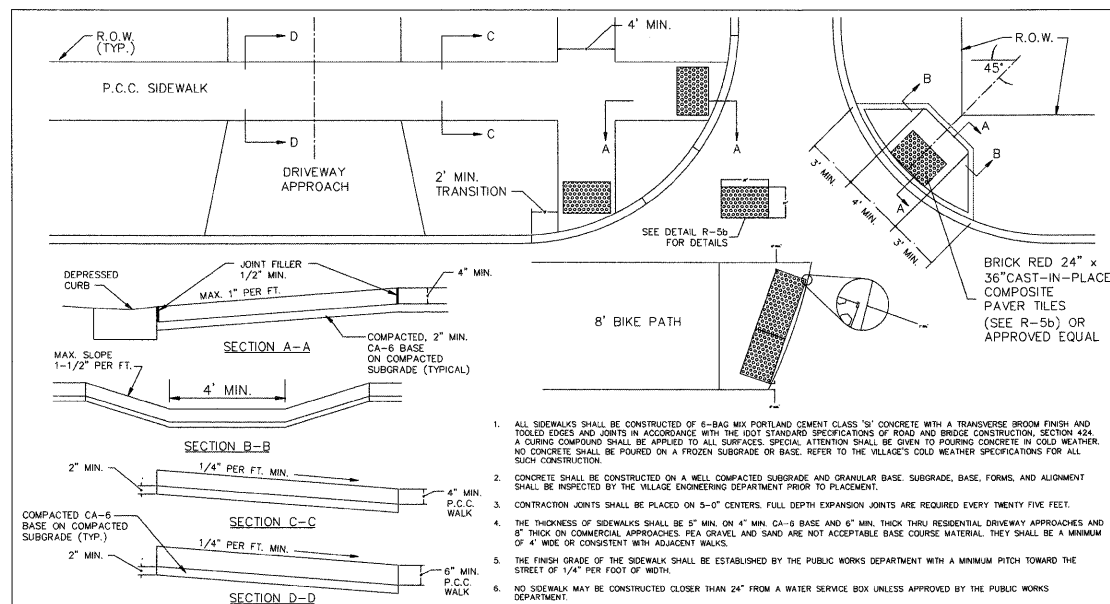 R.O.W.
(TYP.)
P.C.C. SIDEWALK
D
D
C
C
DRIVEWAY
APPROACH
4' MIN.
A
A
2' MIN.
TRANSITION
SEE DETAIL R-5b
FOR DETAILS
R.O.W.
45°
B
B
A
A
3' MIN.
4' MIN.
3' MIN.
BRICK RED 24" x
36"CAST-IN-PLACE
COMPOSITE
PAVER TILES
(SEE R-5b) OR
APPROVED EQUAL
DEPRESSED
CURB
JOINT FILLER
1/2" MIN.
MAX. 1" PER FT.
4" MIN.
SECTION A-A
COMPACTED, 2" MIN.
CA-6 BASE
ON COMPACTED
SUBGRADE (TYPICAL)
MAX. SLOPE
1-1/2" PER FT.
4' MIN.
SECTION B-B
8' BIKE PATH
2" MIN.
1/4" PER FT. MIN.
4" MIN.
P.C.C.
WALK
SECTION C-C
COMPACTED CA-6
BASE ON COMPACTED
SUBGRADE (TYP.)
2" MIN.
1/4" PER FT. MIN.
6" MIN.
P.C.C.
WALK
SECTION D-D
1. ALL SIDEWALKS SHALL BE CONSTRUCTED OF 6-BAG MIX PORTLAND CEMENT CLASS 'SI' CONCRETE WITH A TRANSVERSE BROOM FINISH AND
TOOLED EDGES AND JOINTS IN ACCORDANCE WITH THE IDOT STANDARD SPECIFICATIONS OF ROAD AND BRIDGE CONSTRUCTION, SECTION 424.
A CURING COMPOUND SHALL BE APPLIED TO ALL SURFACES. SPECIAL ATTENTION SHALL BE GIVEN TO POURING CONCRETE IN COLD WEATHER.
NO CONCRETE SHALL BE POURED ON A FROZEN SUBGRADE OR BASE. REFER TO THE VILLAGE'S COLD WEATHER SPECIFICATIONS FOR ALL
SUCH CONSTRUCTION.
2. CONCRETE SHALL BE CONSTRUCTED ON A WELL COMPACTED SUBGRADE AND GRANULAR BASE. SUBGRADE, BASE, FORMS, AND ALIGNMENT
SHALL BE INSPECTED BY THE VILLAGE ENGINEERING DEPARTMENT PRIOR TO PLACEMENT.
3. CONTRACTION JOINTS SHALL BE PLACED ON 5-0" CENTERS. FULL DEPTH EXPANSION JOINTS ARE REQUIRED EVERY TWENTY FIVE FEET.
4. THE THICKNESS OF SIDEWALKS SHALL BE 5" MIN. ON 4" MIN. CA-6 BASE AND 6" MIN. THICK THRU RESIDENTIAL DRIVEWAY APPROACHES AND
8" THICK ON COMMERCIAL APPROACHES. PEA GRAVEL AND SAND ARE NOT ACCEPTABLE BASE COURSE MATERIAL. THEY SHALL BE A MINIMUM
OF 4' WIDE OR CONSISTENT WITH ADJACENT WALKS.
5. THE FINISH GRADE OF THE SIDEWALK SHALL BE ESTABLISHED BY THE PUBLIC WORKS DEPARTMENT WITH A MINIMUM PITCH TOWARD THE
STREET OF 1/4" PER FOOT OF WIDTH.
6. NO SIDEWALK MAY BE CONSTRUCTED CLOSER THAN 24" FROM A WATER SERVICE BOX UNLESS APPROVED BY THE PUBLIC WORKS
DEPARTMENT.